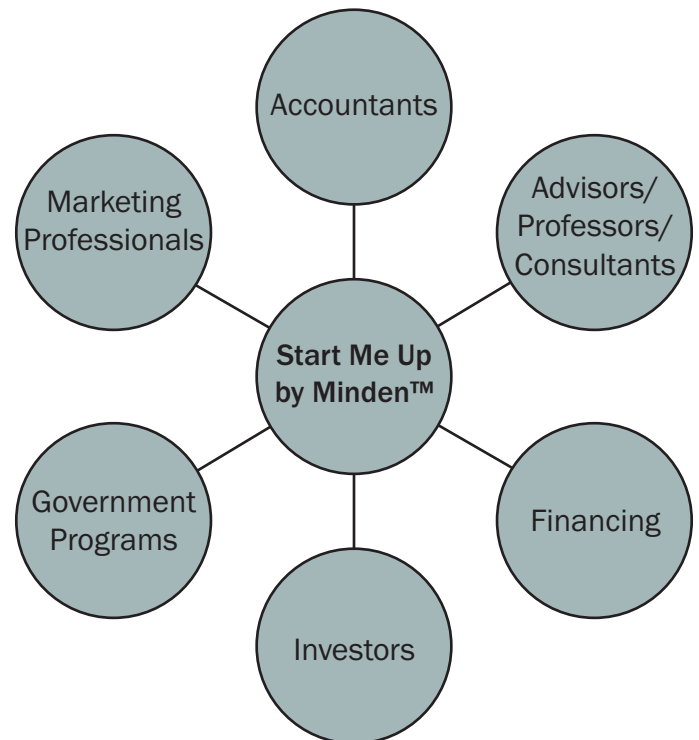 Accountants
Marketing
Professionals
Advisors/
Professors/
Consultants
Start Me Up
by Minden™
Government
Programs
Financing
Investors